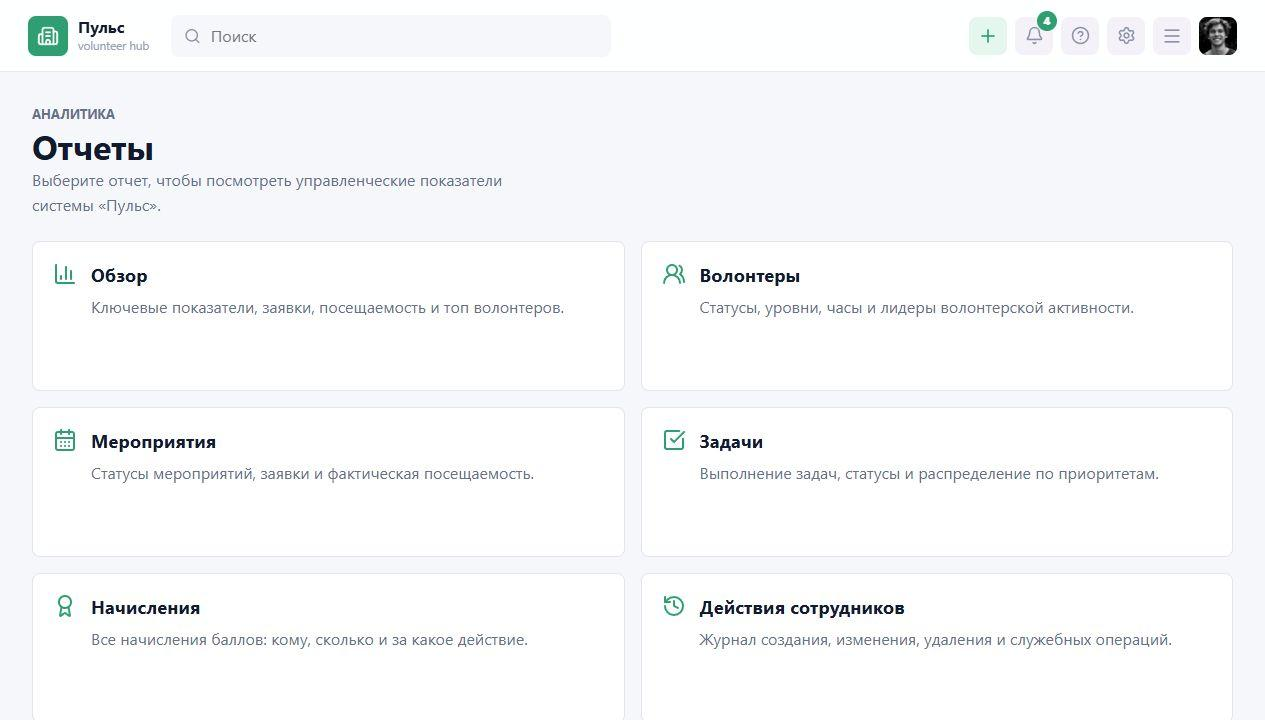 Пульс
volunteer hub
Поиск
4
АНАЛИТИКА
Отчеты
Выберите отчет, чтобы посмотреть управленческие показатели
системы «Пульс».
Обзор
Ключевые показатели, заявки, посещаемость и топ волонтеров.
Волонтеры
Статусы, уровни, часы и лидеры волонтерской активности.
Мероприятия
Статусы мероприятий, заявки и фактическая посещаемость.
Задачи
Выполнение задач, статусы и распределение по приоритетам.
Начисления
Все начисления баллов: кому, сколько и за какое действие.
Действия сотрудников
Журнал создания, изменения, удаления и служебных операций.